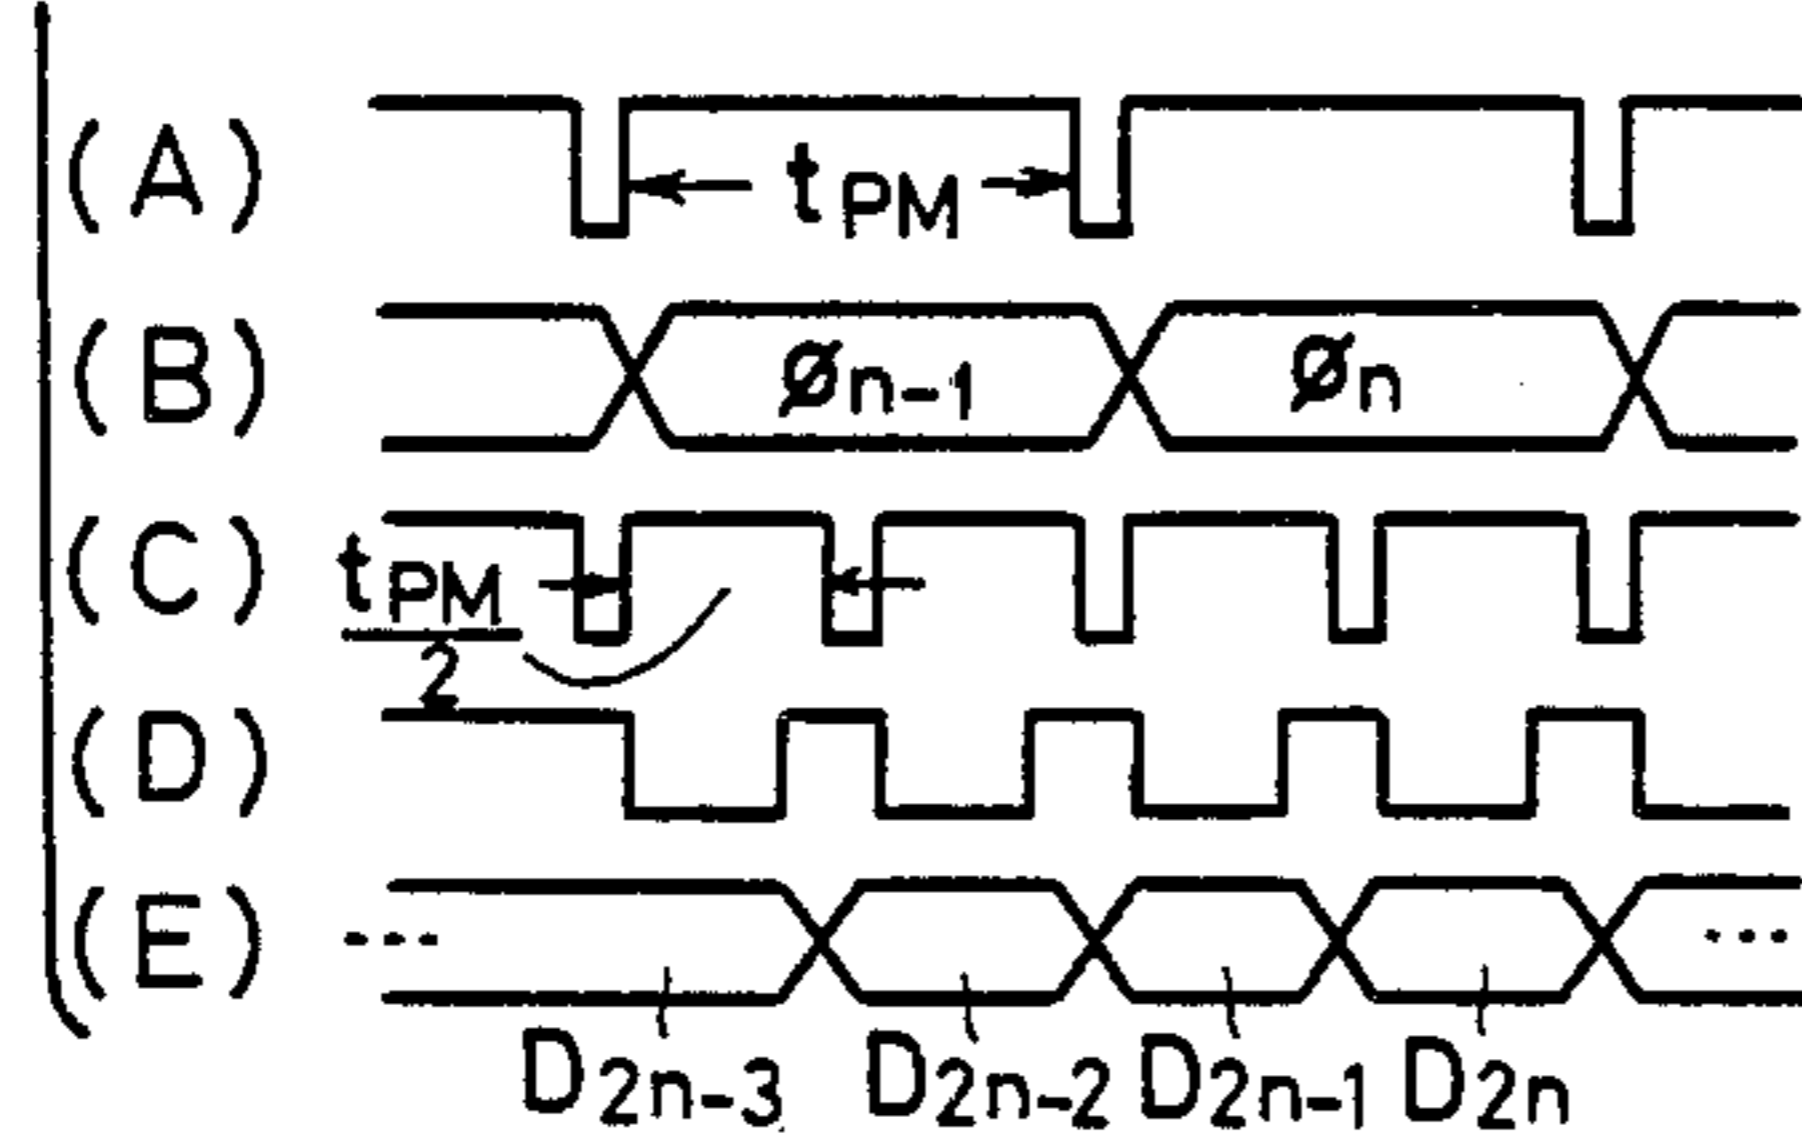 (A) tPM
(B) Øn-1 Øn
(C) tPM/2
(D)
(E) ... ...
D2n-3 D2n-2 D2n-1 D2n